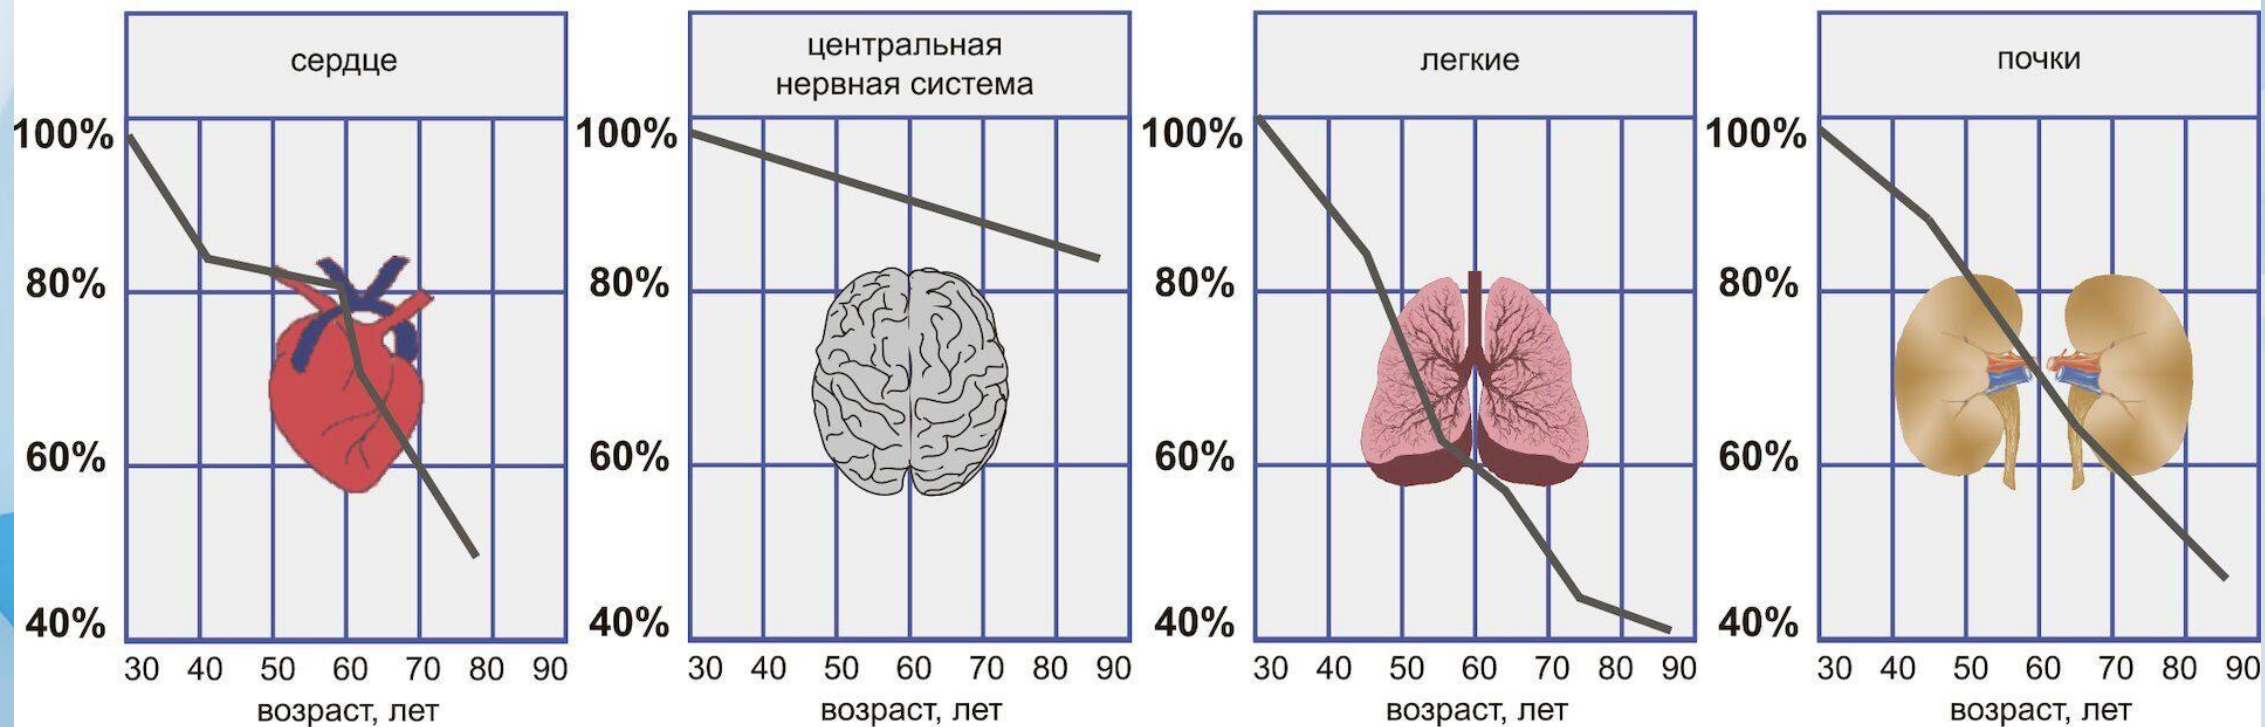 сердце
100%
80%
60%
40%
30 40 50 60 70 80 90
возраст, лет
центральная
нервная система
100%
80%
60%
40%
30 40 50 60 70 80 90
возраст, лет
легкие
100%
80%
60%
40%
30 40 50 60 70 80 90
возраст, лет
почки
100%
80%
60%
40%
30 40 50 60 70 80 90
возраст, лет